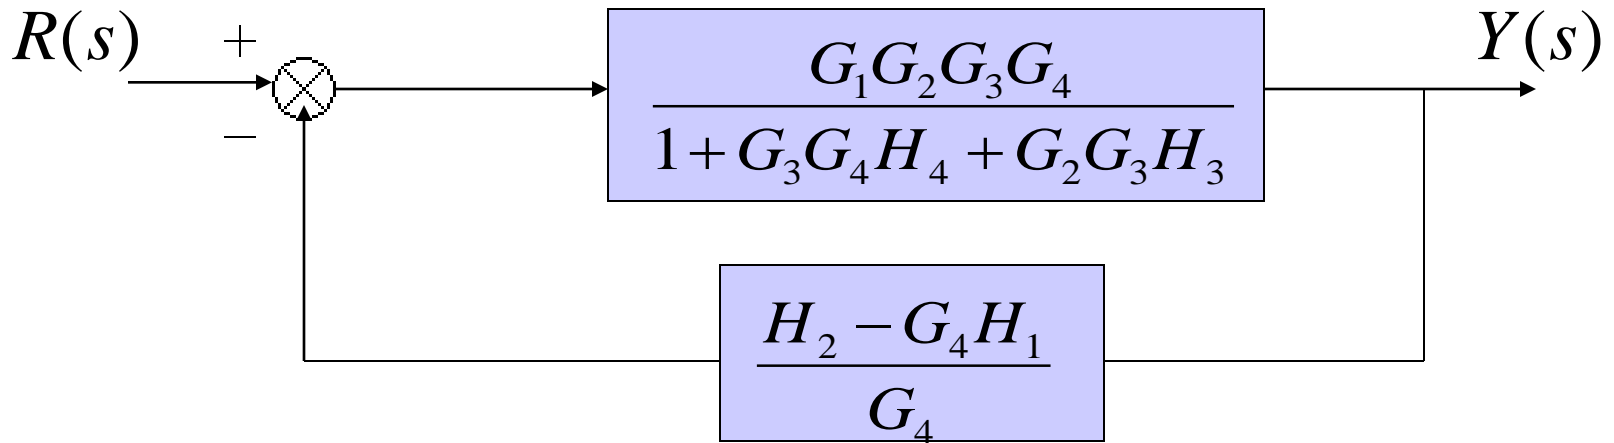 R(s)
+
−
G₁G₂G₃G₄
1+G₃G₄H₄+G₂G₃H₃
Y(s)
H₂−G₄H₁
G₄